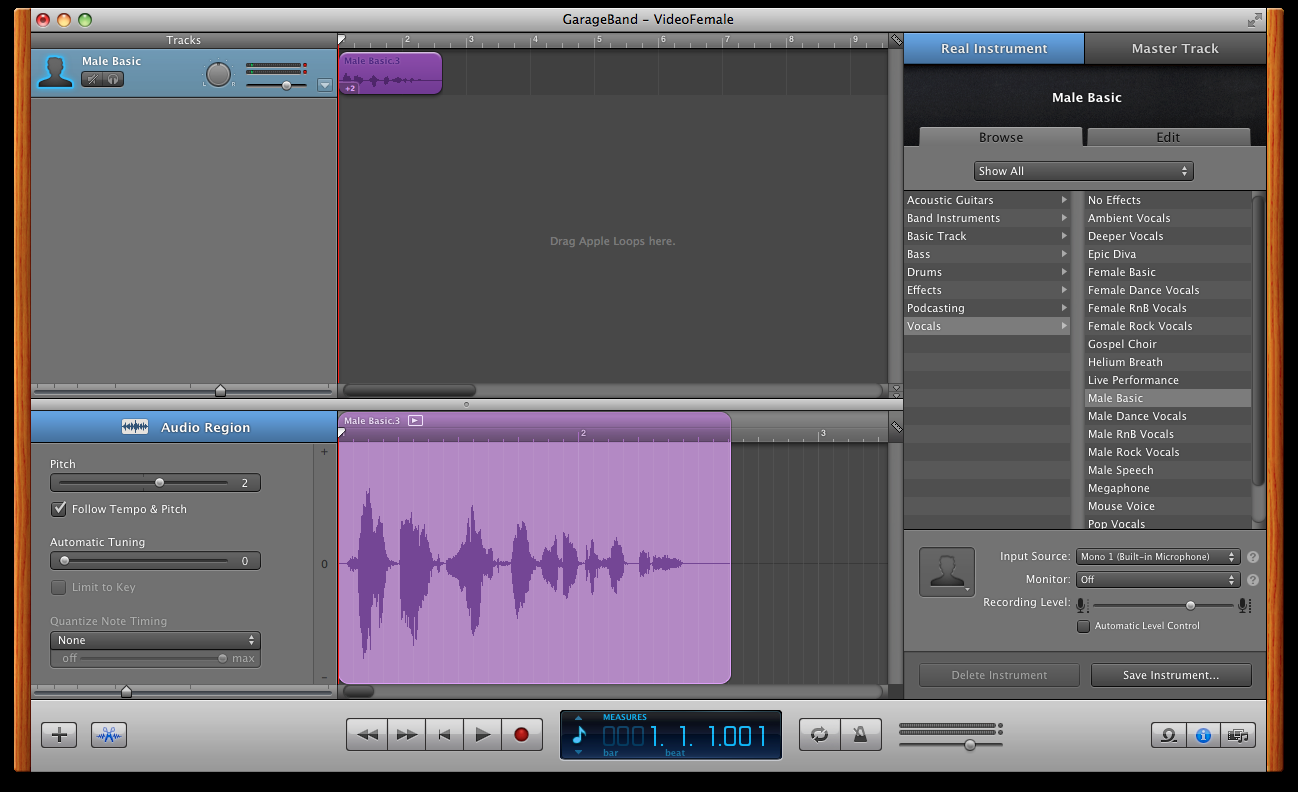 GarageBand - VideoFemale
Tracks
2 3 4 5 6 7 8 9
Male Basic
L R
Male Basic.3
+2
Drag Apple Loops here.
Real Instrument
Master Track
Male Basic
Browse
Edit
Show All
Acoustic Guitars
Band Instruments
Basic Track
Bass
Drums
Effects
Podcasting
Vocals
No Effects
Ambient Vocals
Deeper Vocals
Epic Diva
Female Basic
Female Dance Vocals
Female RnB Vocals
Female Rock Vocals
Gospel Choir
Helium Breath
Live Performance
Male Basic
Male Dance Vocals
Male RnB Vocals
Male Rock Vocals
Male Speech
Megaphone
Mouse Voice
Pop Vocals
Audio Region
Pitch
2
Follow Tempo & Pitch
Automatic Tuning
0
Limit to Key
Quantize Note Timing
None
off max
+
0
-
Male Basic.3
2 3
Input Source: Mono 1 (Built-in Microphone) ?
Monitor: Off ?
Recording Level:
Automatic Level Control
Delete Instrument
Save Instrument...
MEASURES
0001. 1. 1.001
bar beat